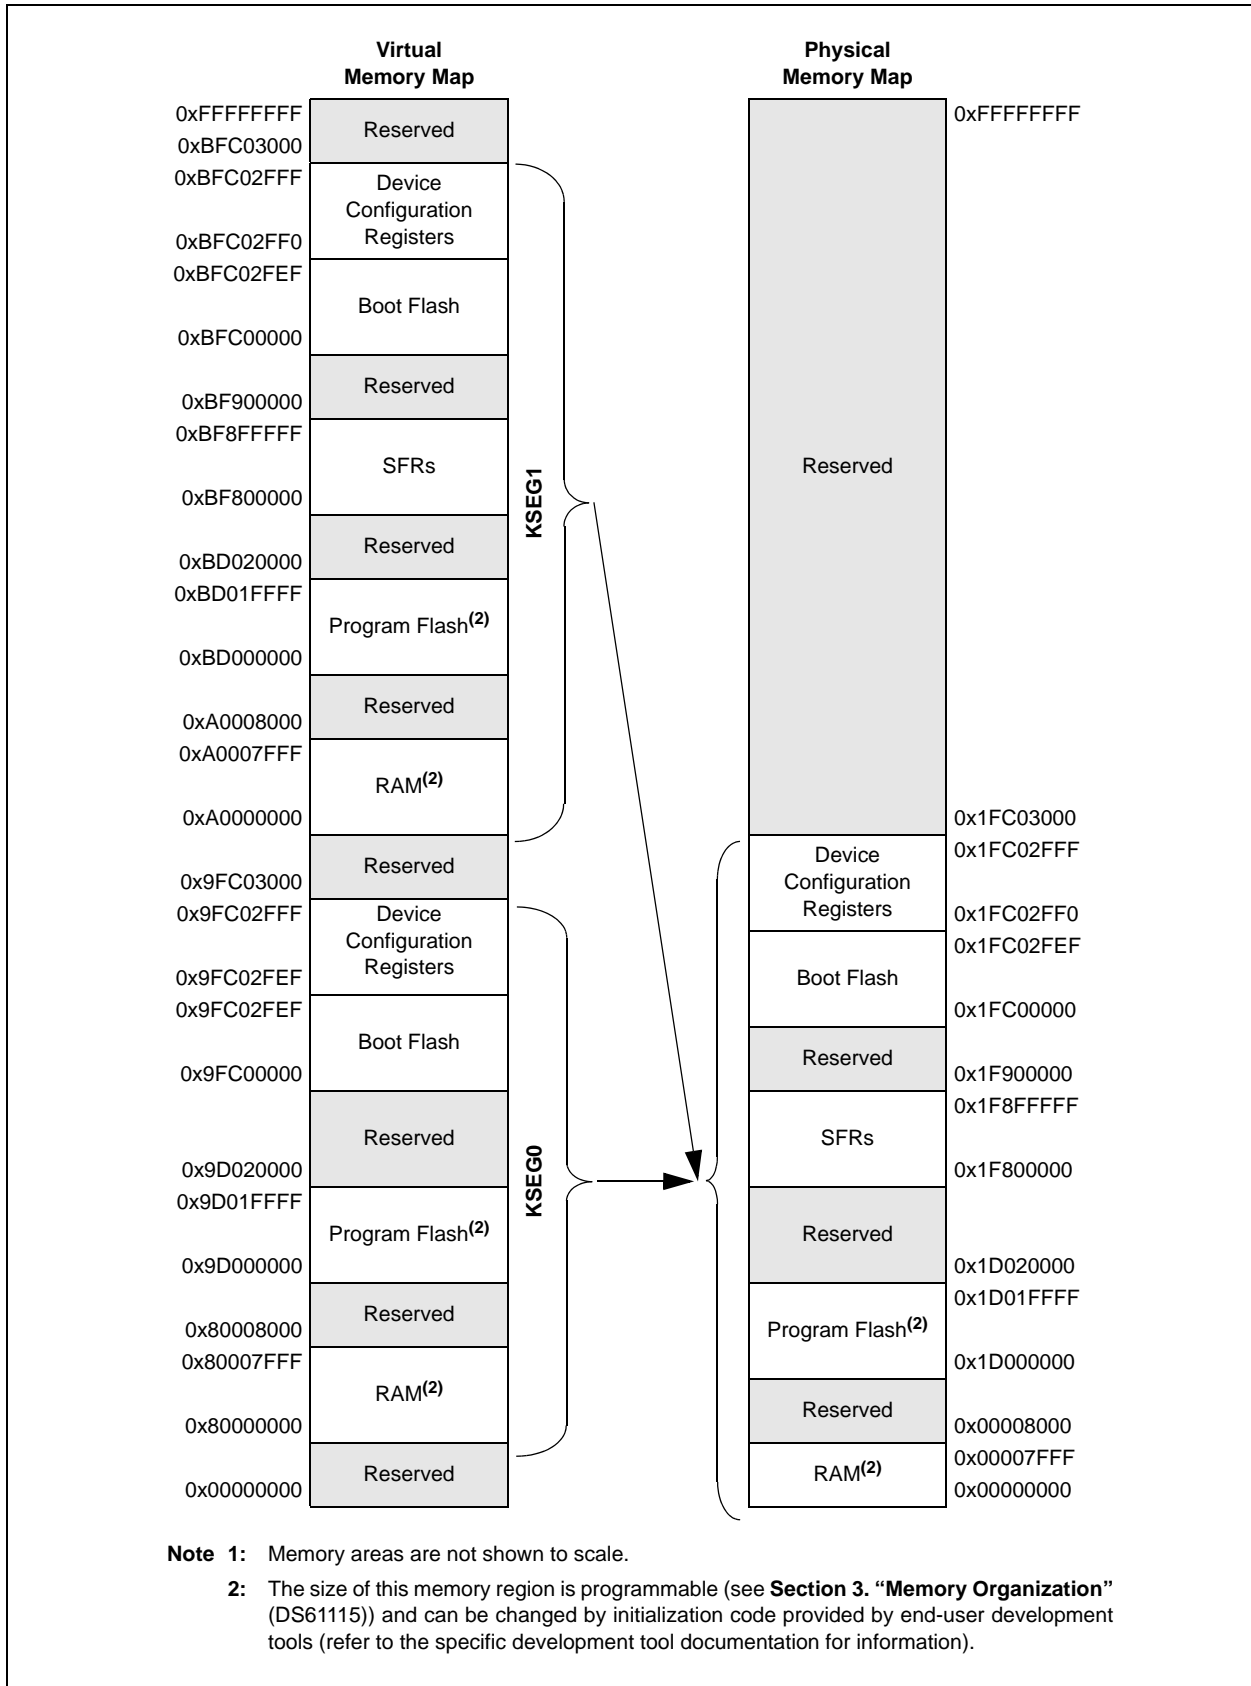 Virtual
Memory Map
0xFFFFFFFF
Reserved
0xBFC03000
0xBFC02FFF
Device
Configuration
Registers
0xBFC02FF0
0xBFC02FEF
Boot Flash
0xBFC00000
Reserved
0xBF900000
0xBF8FFFFF
SFRs
0xBF800000
Reserved
0xBD020000
0xBD01FFFF
Program Flash(2)
0xBD000000
Reserved
0xA0008000
0xA0007FFF
RAM(2)
0xA0000000
Reserved
0x9FC03000
0x9FC02FFF
Device
Configuration
Registers
0x9FC02FEF
0x9FC02FEF
Boot Flash
0x9FC00000
Reserved
0x9D020000
0x9D01FFFF
Program Flash(2)
0x9D000000
Reserved
0x80008000
0x80007FFF
RAM(2)
0x80000000
Reserved
0x00000000
KSEG1
KSEG0
Physical
Memory Map
0xFFFFFFFF
Reserved
0x1FC03000
0x1FC02FFF
Device
Configuration
Registers
0x1FC02FF0
0x1FC02FEF
Boot Flash
0x1FC00000
Reserved
0x1F900000
0x1F8FFFFF
SFRs
0x1F800000
Reserved
0x1D020000
0x1D01FFFF
Program Flash(2)
0x1D000000
Reserved
0x00008000
0x00007FFF
RAM(2)
0x00000000
Note 1: Memory areas are not shown to scale.
2: The size of this memory region is programmable (see Section 3. “Memory Organization”
(DS61115)) and can be changed by initialization code provided by end-user development
tools (refer to the specific development tool documentation for information).